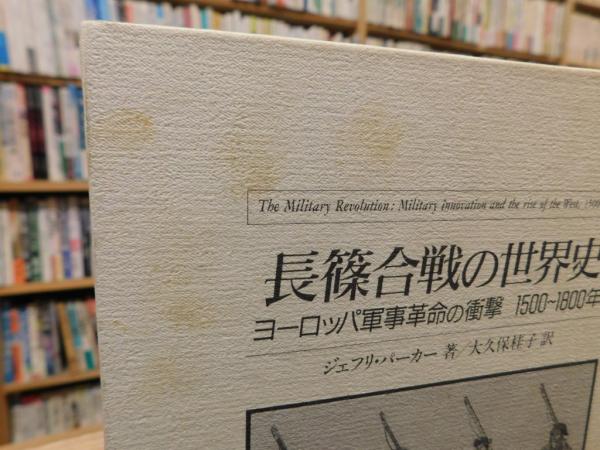 The Military Revolution: Military innovation and the rise of the West, 1500
長篠合戦の世界史
ヨーロッパ軍事革命の衝撃 1500~1800年
ジェフリ・パーカー 著/大久保桂子 訳